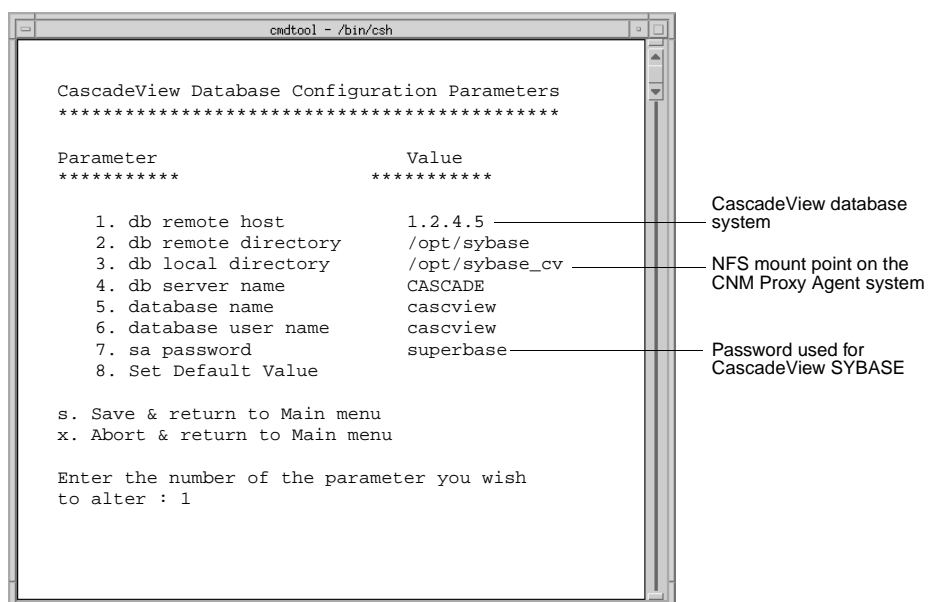 cmdtool - /bin/csh
CascadeView Database Configuration Parameters
*********************************************
Parameter Value
*********** ***********
1. db remote host 1.2.4.5
2. db remote directory /opt/sybase
3. db local directory /opt/sybase_cv
4. db server name CASCADE
5. database name cascview
6. database user name cascview
7. sa password superbase
8. Set Default Value
s. Save & return to Main menu
x. Abort & return to Main menu
Enter the number of the parameter you wish
to alter : 1
CascadeView database
system
NFS mount point on the
CNM Proxy Agent system
Password used for
CascadeView SYBASE